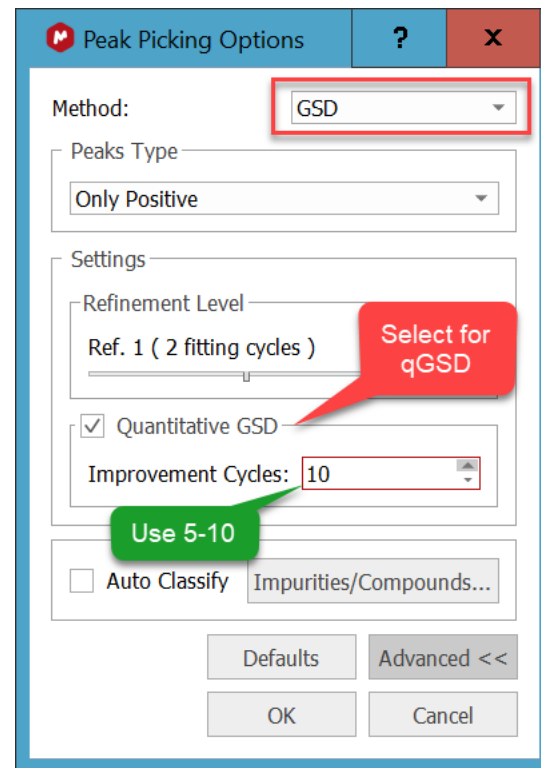 Peak Picking Options ? x
Method: GSD
Peaks Type
Only Positive
Settings
Refinement Level
Ref. 1 ( 2 fitting cycles )
Select for
qGSD
Quantitative GSD
Improvement Cycles: 10
Use 5-10
Auto Classify Impurities/Compounds...
Defaults Advanced <<
OK Cancel